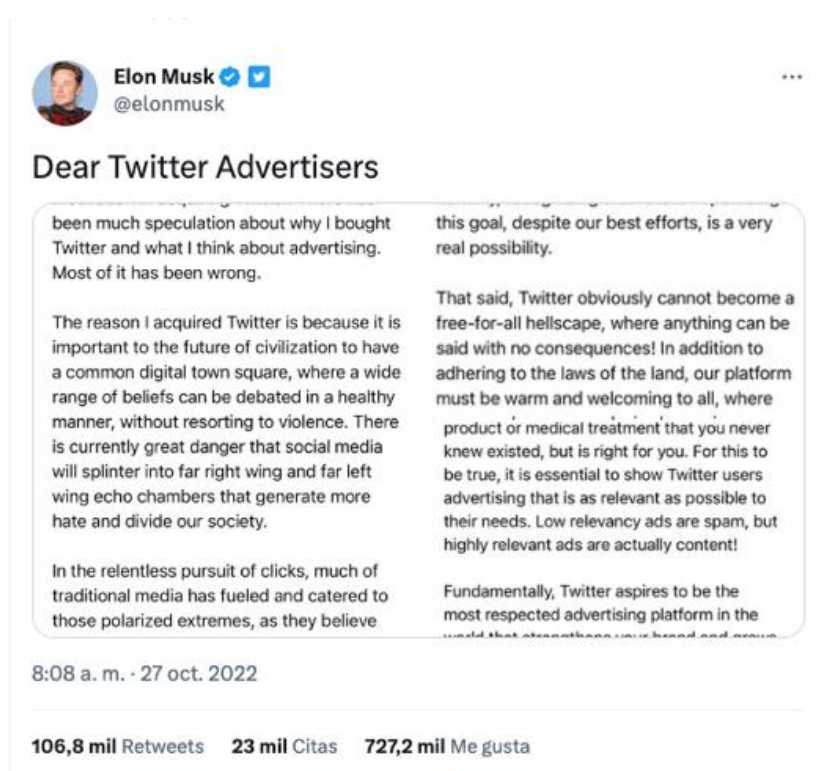 Elon Musk
@elonmusk
Dear Twitter Advertisers
been much speculation about why I bought
Twitter and what I think about advertising.
Most of it has been wrong.
The reason I acquired Twitter is because it is
important to the future of civilization to have
a common digital town square, where a wide
range of beliefs can be debated in a healthy
manner, without resorting to violence. There
is currently great danger that social media
will splinter into far right wing and far left
wing echo chambers that generate more
hate and divide our society.
In the relentless pursuit of clicks, much of
traditional media has fueled and catered to
those polarized extremes, as they believe
this goal, despite our best efforts, is a very
real possibility.
That said, Twitter obviously cannot become a
free-for-all hellscape, where anything can be
said with no consequences! In addition to
adhering to the laws of the land, our platform
must be warm and welcoming to all, where
product or medical treatment that you never
knew existed, but is right for you. For this to
be true, it is essential to show Twitter users
advertising that is as relevant as possible to
their needs. Low relevancy ads are spam, but
highly relevant ads are actually content!
Fundamentally, Twitter aspires to be the
most respected advertising platform in the
8:08 a. m. · 27 oct. 2022
106,8 mil Retweets 23 mil Citas 727,2 mil Me gusta